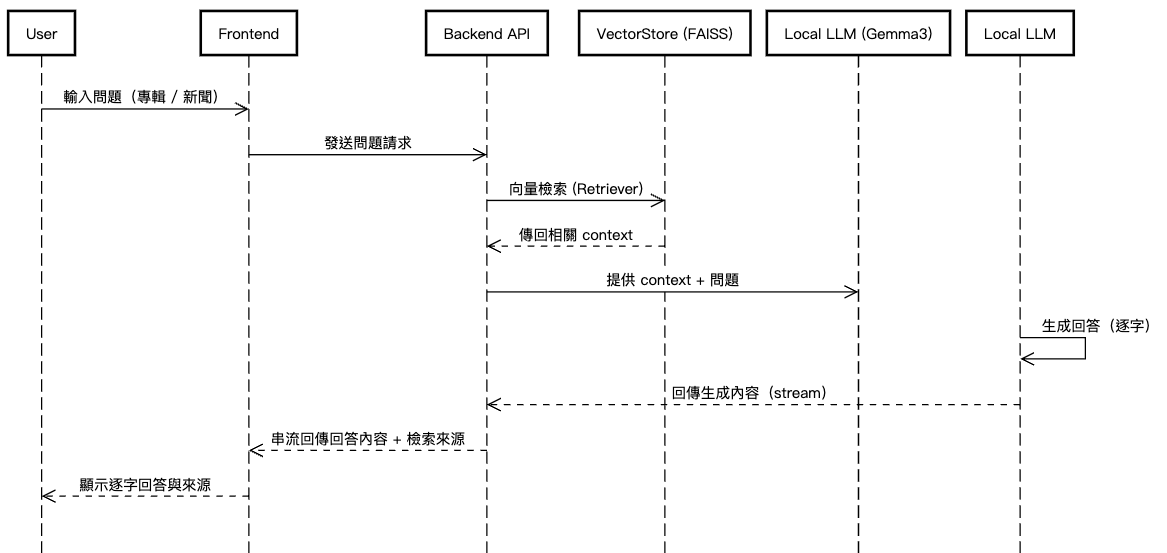 User
Frontend
Backend API
VectorStore (FAISS)
Local LLM (Gemma3)
Local LLM
輸入問題（專輯 / 新聞）
發送問題請求
向量檢索 (Retriever)
傳回相關 context
提供 context + 問題
生成回答（逐字）
回傳生成內容（stream）
串流回傳回答內容 + 檢索來源
顯示逐字回答與來源